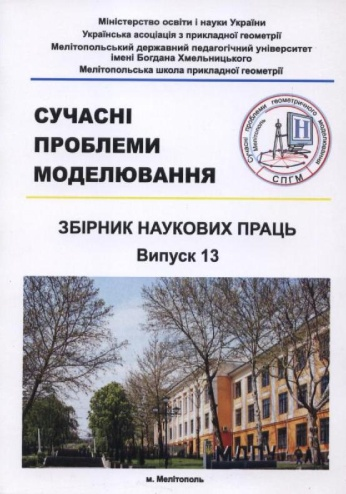 Міністерство освіти і науки України
Українська асоціація з прикладної геометрії
Мелітопольський державний педагогічний університет
імені Богдана Хмельницького
Мелітопольська школа прикладної геометрії
СУЧАСНІ
ПРОБЛЕМИ
МОДЕЛЮВАННЯ
Сучасні проблеми геометричного моделювання
Мелітополь
Н
СПГМ
ЗБІРНИК НАУКОВИХ ПРАЦЬ
Випуск 13
м. Мелітополь